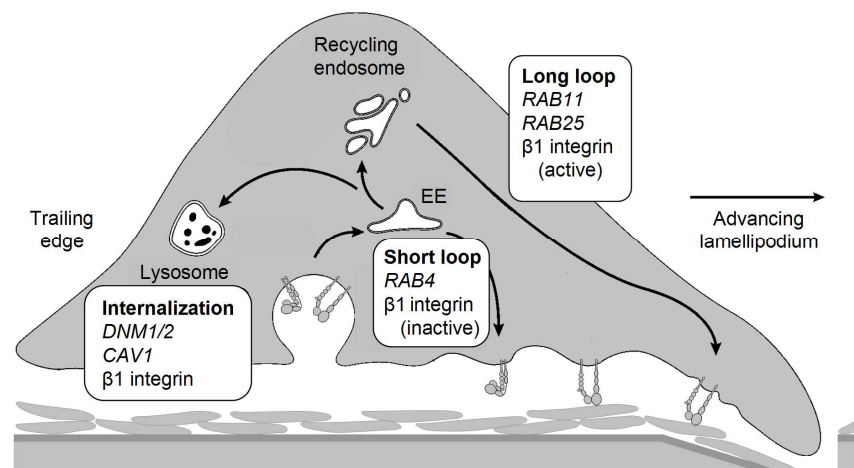 Recycling
endosome
Long loop
RAB11
RAB25
β1 integrin
(active)
EE
Trailing
edge
Advancing
lamellipodium
Lysosome
Short loop
RAB4
β1 integrin
(inactive)
Internalization
DNM1/2
CAV1
β1 integrin